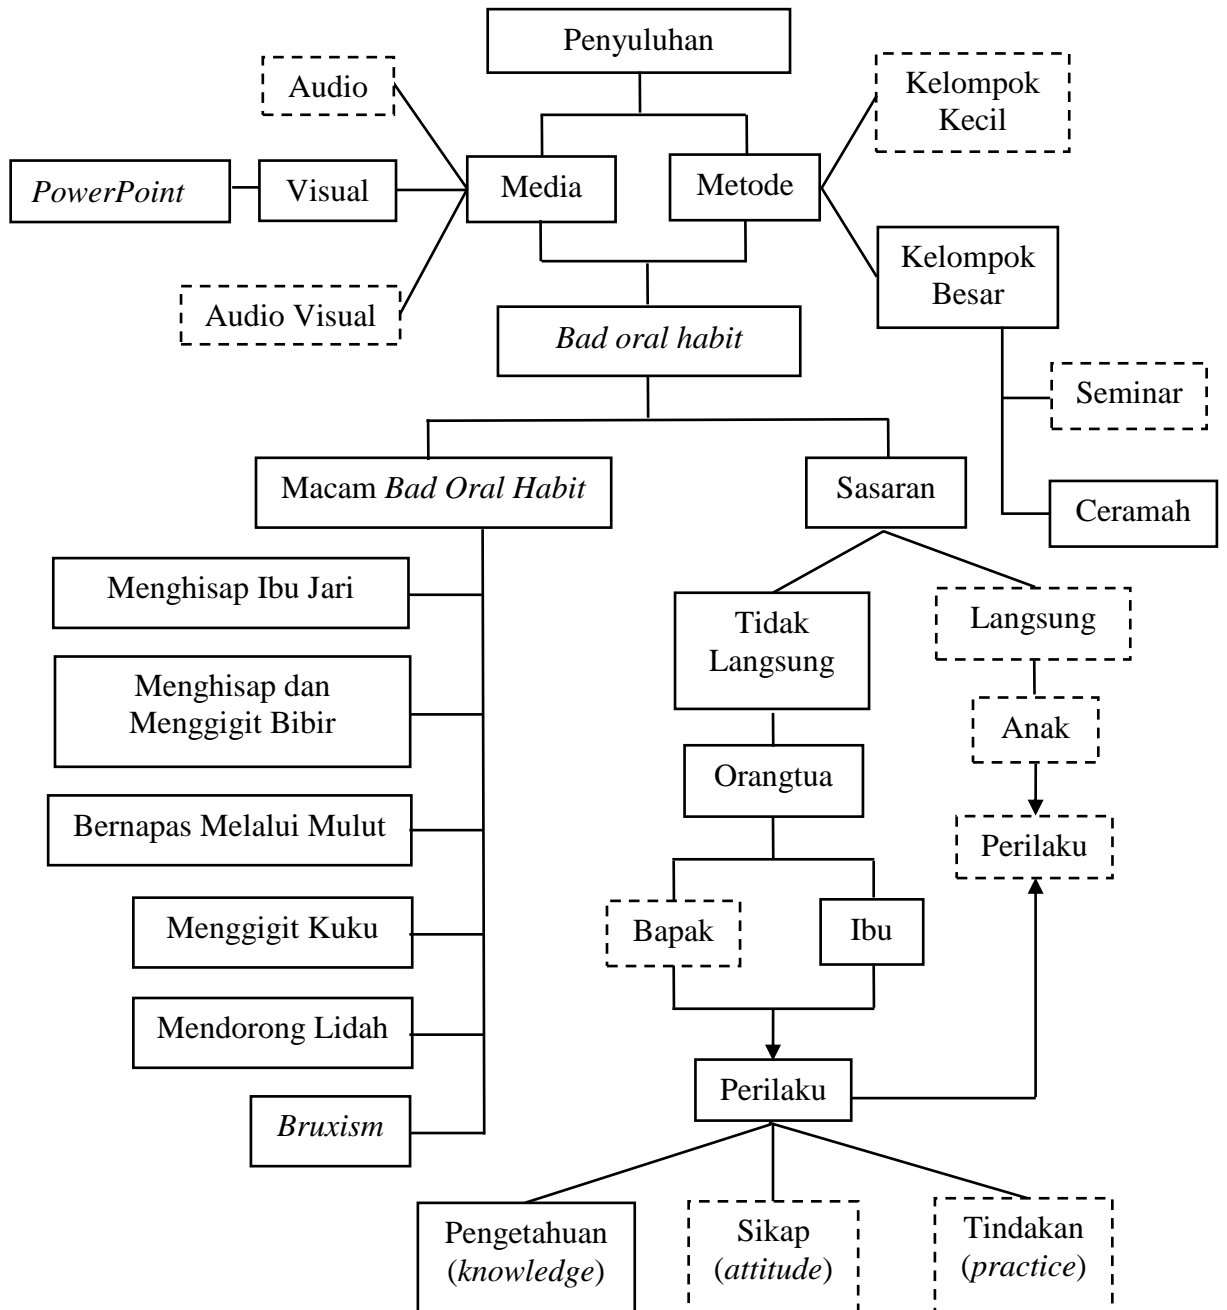 Penyuluhan
Audio
Kelompok
Kecil
PowerPoint
Visual
Media
Metode
Kelompok
Besar
Audio Visual
Bad oral habit
Seminar
Macam Bad Oral Habit
Sasaran
Ceramah
Menghisap Ibu Jari
Tidak
Langsung
Langsung
Menghisap dan
Menggigit Bibir
Anak
Orangtua
Bernapas Melalui Mulut
Perilaku
Menggigit Kuku
Bapak
Ibu
Mendorong Lidah
Perilaku
Bruxism
Pengetahuan
(knowledge)
Sikap
(attitude)
Tindakan
(practice)